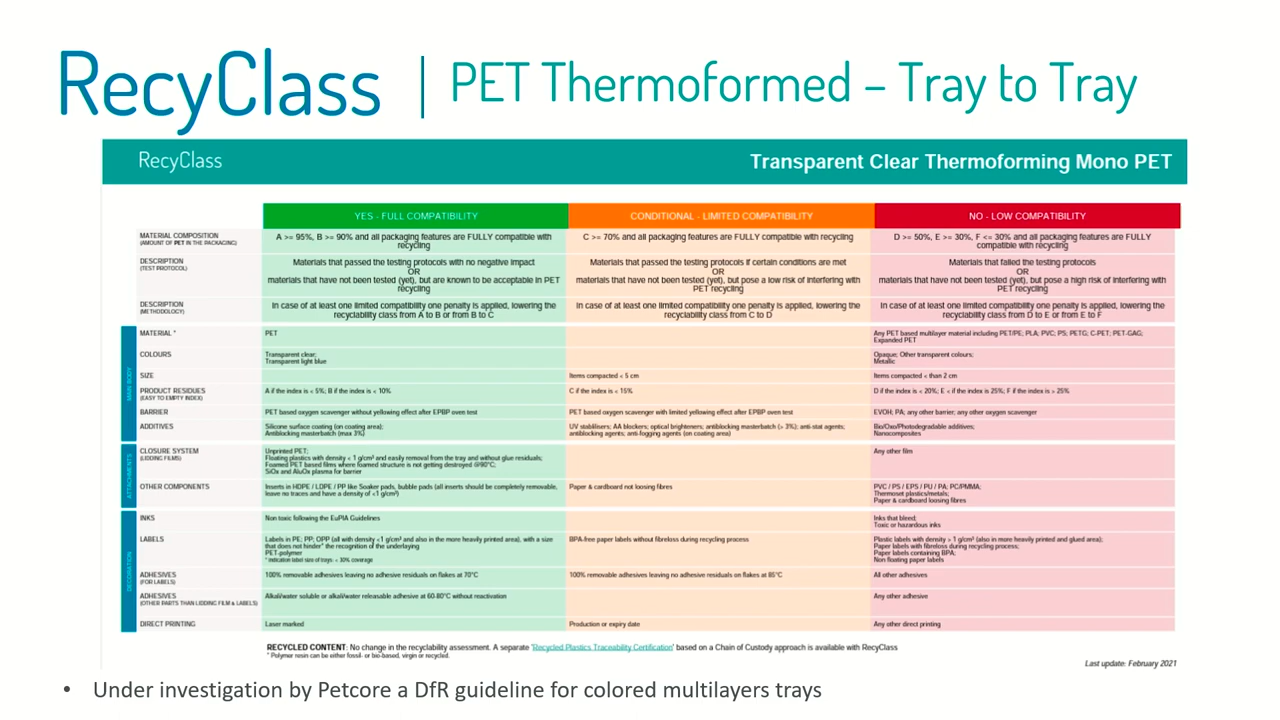 RecyClass | PET Thermoformed – Tray to Tray
RecyClass
Transparent Clear Thermoforming Mono PET
YES - FULL COMPATIBILITY
CONDITIONAL - LIMITED COMPATIBILITY
NO - LOW COMPATIBILITY
MATERIAL COMPOSITION
(AMOUNT OF PET IN THE PACKAGING)
A >= 95%, B >= 90% and all packaging features are FULLY compatible with
recycling
C >= 70% and all packaging features are FULLY compatible with recycling
D >= 50%, E >= 30%, F <= 30% and all packaging features are FULLY
compatible with recycling
DESCRIPTION
(TEST PROTOCOL)
Materials that passed the testing protocols with no negative impact
OR
materials that have not been tested (yet), but are known to be acceptable in PET
recycling
Materials that passed the testing protocols if certain conditions are met
OR
materials that have not been tested (yet), but pose a low risk of interfering with
PET recycling
Materials that failed the testing protocols
OR
materials that have not been tested (yet), but pose a high risk of interfering with
PET recycling
DESCRIPTION
(METHODOLOGY)
In case of at least one limited compatibility one penalty is applied, lowering the
recyclability class from A to B or from B to C
In case of at least one limited compatibility one penalty is applied, lowering the
recyclability class from C to D
In case of at least one limited compatibility one penalty is applied, lowering the
recyclability class from D to E or from E to F
MAIN BODY
MATERIAL *
PET
Any PET based multilayer material including PET/PE; PLA; PVC; PS; PETG; C-PET; PET-GAG;
Expanded PET
COLOURS
Transparent clear;
Transparent light blue
Opaque; Other transparent colours;
Metallic
SIZE
Items compacted < 5 cm
Items compacted < than 2 cm
PRODUCT RESIDUES
(EASY TO EMPTY INDEX)
A if the index is < 5%; B if the index is < 10%
C if the index is < 15%
D if the index is < 20%; E < if the index is 25%; F if the index is > 25%
BARRIER
PET based oxygen scavenger without yellowing effect after EPBP oven test
PET based oxygen scavenger with limited yellowing effect after EPBP oven test
EVOH; PA; any other barrier; any other oxygen scavenger
ADDITIVES
Silicone surface coating (on coating area);
Antiblocking masterbatch (max 3%)
UV stabilisers; AA blockers; optical brighteners; antiblocking masterbatch (> 3%); anti-stat agents;
antiblocking agents; anti-fogging agents (on coating area)
Bio/Oxo/Photodegradable additives;
Nanocomposites
ATTACHMENTS
CLOSURE SYSTEM
(LIDDING FILMS)
Unprinted PET;
Floating plastics with density < 1 g/cm³ and easily removal from the tray and without glue residues;
Foamed PET based films where foamed structure is not getting destroyed @90°C;
SiOx and AluOx plasma for barrier
Any other film
OTHER COMPONENTS
Inserts in HDPE / LDPE / PP like Soaker pads, bubble pads (all inserts should be completely removable,
leave no traces and have a density of <1 g/cm³)
Paper & cardboard not loosing fibres
PVC / PS / EPS / PU / PA; PC/PMMA;
Thermoset plastics/metals;
Paper & cardboard loosing fibres
DECORATION
INKS
Non toxic following the EuPIA Guidelines
Inks that bleed;
Toxic or hazardous inks
LABELS
Labels in PE; PP; OPP (all with density <1 g/cm³ and also in the more heavily printed area), with a size
that does not hinder* the recognition of the underlaying
PET-polymer
* indication label size of trays: < 30% coverage
BPA-free paper labels without fibreloss during recycling process
Plastic labels with density > 1 g/cm³ (also in more heavily printed and glued area);
Paper labels with fibreloss during recycling process;
Paper labels containing BPA;
Non floating paper labels
ADHESIVES
(FOR LABELS)
100% removable adhesives leaving no adhesive residuals on flakes at 70°C
100% removable adhesives leaving no adhesive residuals on flakes at 85°C
All other adhesives
ADHESIVES
(OTHER PARTS THAN LIDDING FILM & LABELS)
Alkali/water soluble or alkali/water releasable adhesive at 60-80°C without reactivation
Any other adhesive
DIRECT PRINTING
Laser marked
Production or expiry date
Any other direct printing
RECYCLED CONTENT: No change in the recyclability assessment. A separate 'Recycled Plastics Traceability Certification' based on a Chain of Custody approach is available with RecyClass
* Polymer resin can be either fossil- or bio-based, virgin or recycled.
Last update: February 2021
• Under investigation by Petcore a DfR guideline for colored multilayers trays